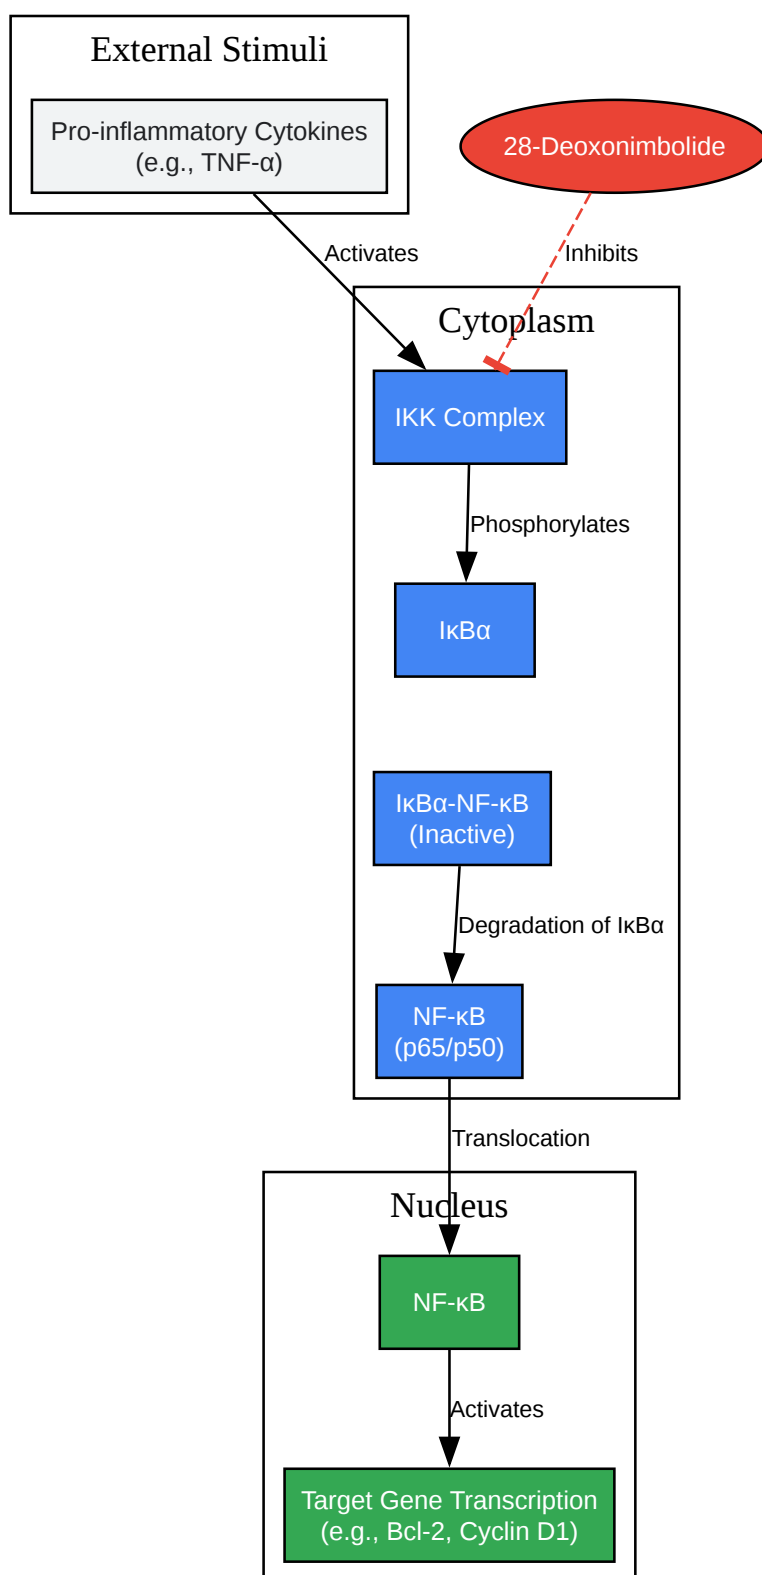 External Stimuli
Pro-inflammatory Cytokines
(e.g., TNF-α)
28-Deoxonimbolide
Activates
Inhibits
Cytoplasm
IKK Complex
Phosphorylates
IκBα
IκBα-NF-κB
(Inactive)
Degradation of IκBα
NF-κB
(p65/p50)
Translocation
Nucleus
NF-κB
Activates
Target Gene Transcription
(e.g., Bcl-2, Cyclin D1)